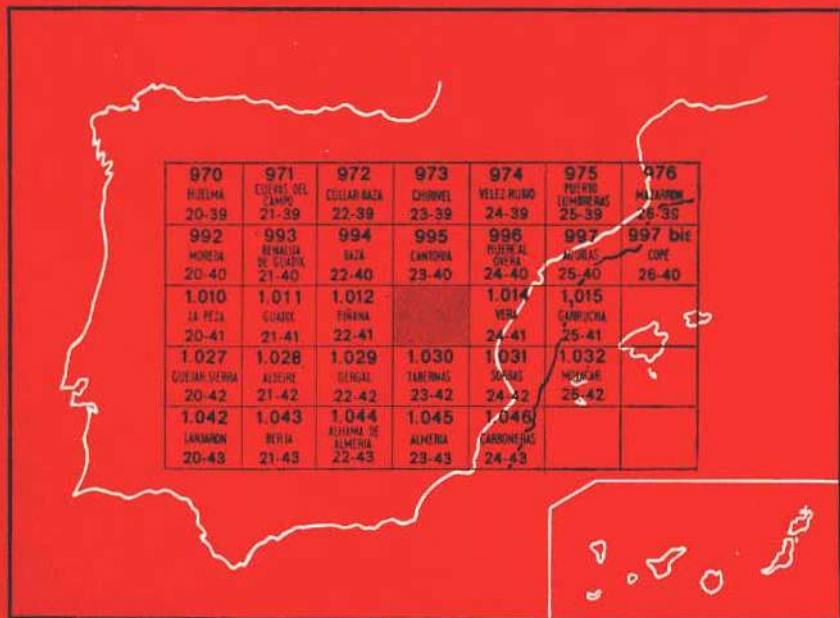 970
HUELMA
20-39
971
CUEVAS DEL
CAMPO
21-39
972
CULLAR-BAZA
22-39
973
CHIRIVEL
23-39
974
VELEZ-RUBIO
24-39
975
PUERTO
LUMBRERAS
25-39
976
MAZARRON
26-39
992
MOREDA
20-40
993
BENALUA
DE GUADIX
21-40
994
BAZA
22-40
995
CANTORIA
23-40
996
HUERCAL
OVERA
24-40
997
AGUILAS
25-40
997 bis
COPE
26-40
1.010
LA PEZA
20-41
1.011
GUADIX
21-41
1.012
FIÑANA
22-41
1.014
VERA
24-41
1.015
GARRUCHA
25-41
1.027
GUEJAR-SIERRA
20-42
1.028
ALDEIRE
21-42
1.029
GERGAL
22-42
1.030
TABERNAS
23-42
1.031
SORBAS
24-42
1.032
MOJACAR
25-42
1.042
LANJARON
20-43
1.043
BERJA
21-43
1.044
ALHAMA DE
ALMERIA
22-43
1.045
ALMERIA
23-43
1.046
CARBONERAS
24-43